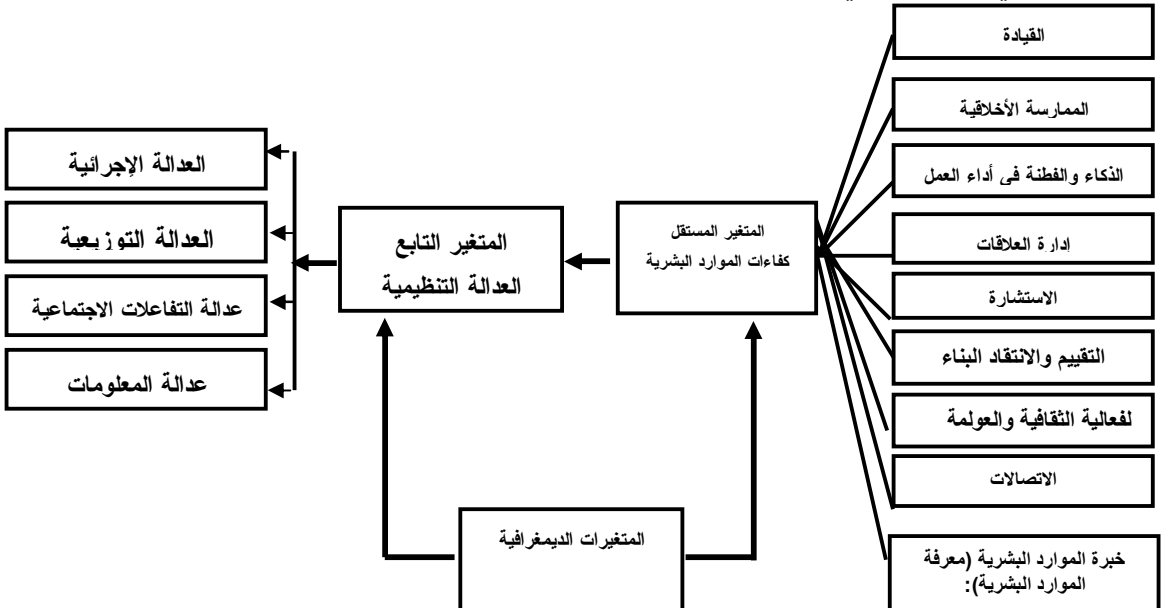 القيادة
الممارسة الأخلاقية
الذكاء والفطنة في أداء العمل
ادارة العلاقات
الاستشارة
التقييم والانتقاد البناء
لفعالية الثقافية والعولمة
الاتصالات
خبرة الموارد البشرية (معرفة
الموارد البشرية):
المتغير المستقل
كفاءات الموارد البشرية
المتغير التابع
العدالة التنظيمية
العدالة الإجرائية
العدالة التوزيعية
عدالة التفاعلات الاجتماعية
عدالة المعلومات
المتغيرات الديمغرافية